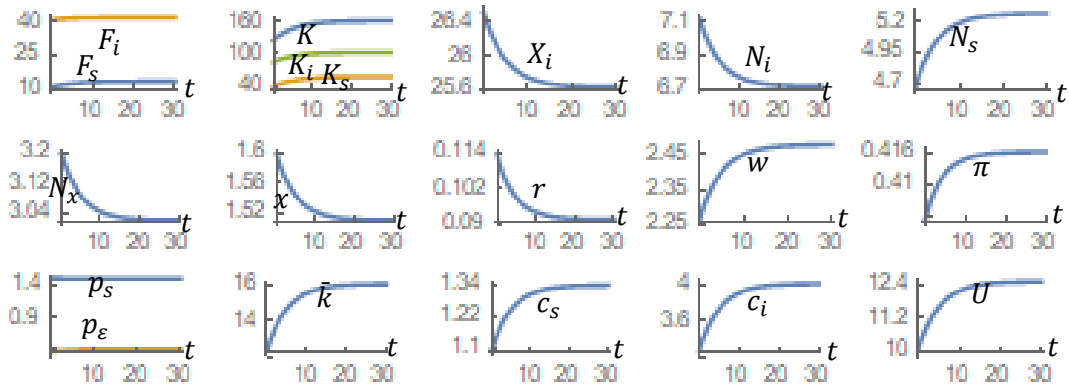 40 25 10 F_i F_s 10 20 30 t
160 100 40 K K_i K_s 10 20 30 t
26.4 26 25.6 X_i 10 20 30 t
7.1 6.9 6.7 N_i 10 20 30 t
5.2 4.95 4.7 N_s 10 20 30 t
3.2 3.12 3.04 N_x 10 20 30 t
1.6 1.56 1.52 x 10 20 30 t
0.114 0.102 0.09 r 10 20 30 t
2.45 2.35 2.25 w 10 20 30 t
0.416 0.41 π 10 20 30 t
1.4 0.9 p_s p_ε 10 20 30 t
16 14 k̄ 10 20 30 t
1.34 1.22 1.1 c_s 10 20 30 t
4 3.6 c_i 10 20 30 t
12.4 11.2 10 U 10 20 30 t